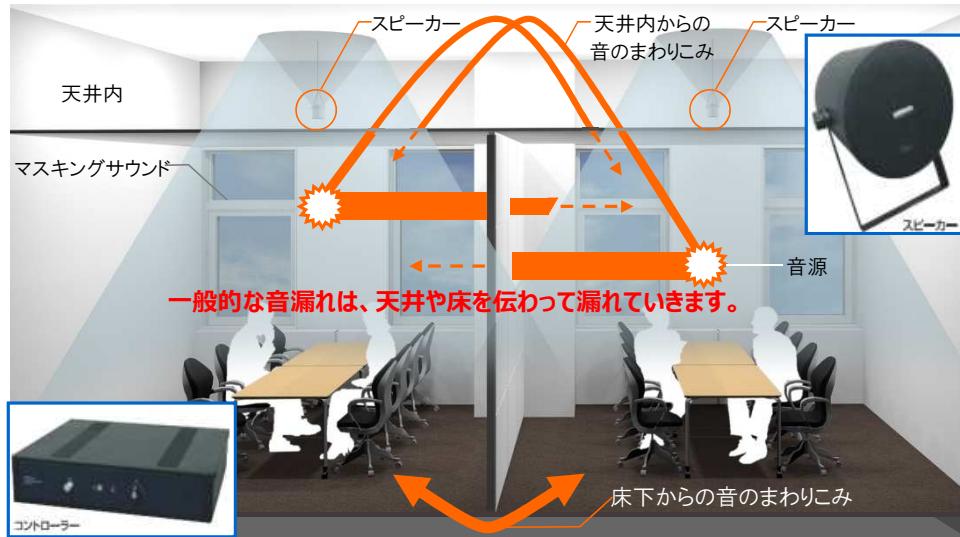 スピーカー
天井内からの
音のまわりこみ
スピーカー
天井内
マスキングサウンド
スピーカー
音源
一般的な音漏れは、天井や床を伝わって漏れていきます。
床下からの音のまわりこみ
コントローラー